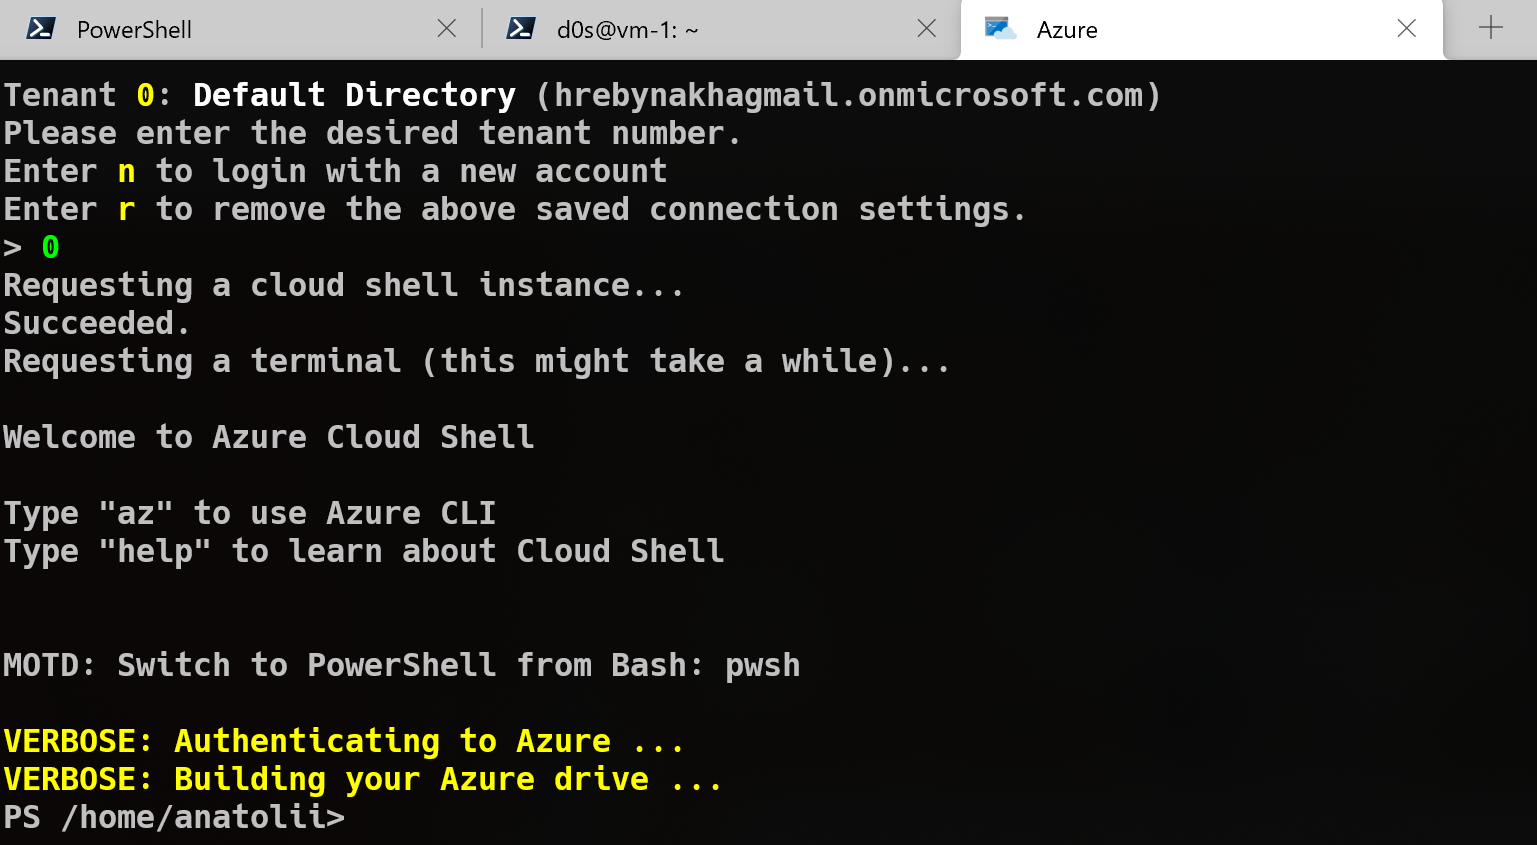 PowerShell
d0s@vm-1: ~
Azure
Tenant 0: Default Directory (hrebynakhagmail.onmicrosoft.com)
Please enter the desired tenant number.
Enter n to login with a new account
Enter r to remove the above saved connection settings.
> 0
Requesting a cloud shell instance...
Succeeded.
Requesting a terminal (this might take a while)...
Welcome to Azure Cloud Shell
Type "az" to use Azure CLI
Type "help" to learn about Cloud Shell
MOTD: Switch to PowerShell from Bash: pwsh
VERBOSE: Authenticating to Azure ...
VERBOSE: Building your Azure drive ...
PS /home/anatolii>